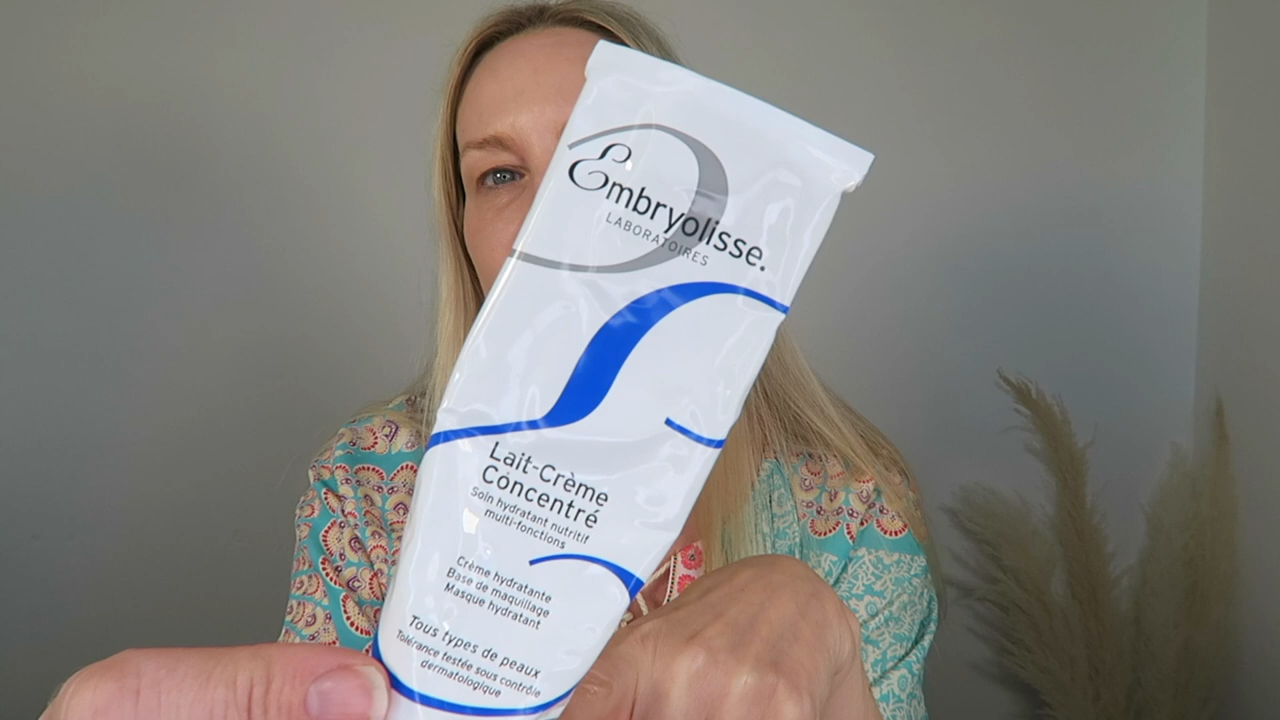 Embryolisse.
LABORATOIRES
Lait-Crème
Concentré
Soin hydratant nutritif
multi-fonctions
Crème hydratante
Base de maquillage
Masque hydratant
Tous types de peaux
Tolérance testée sous contrôle
dermatologique